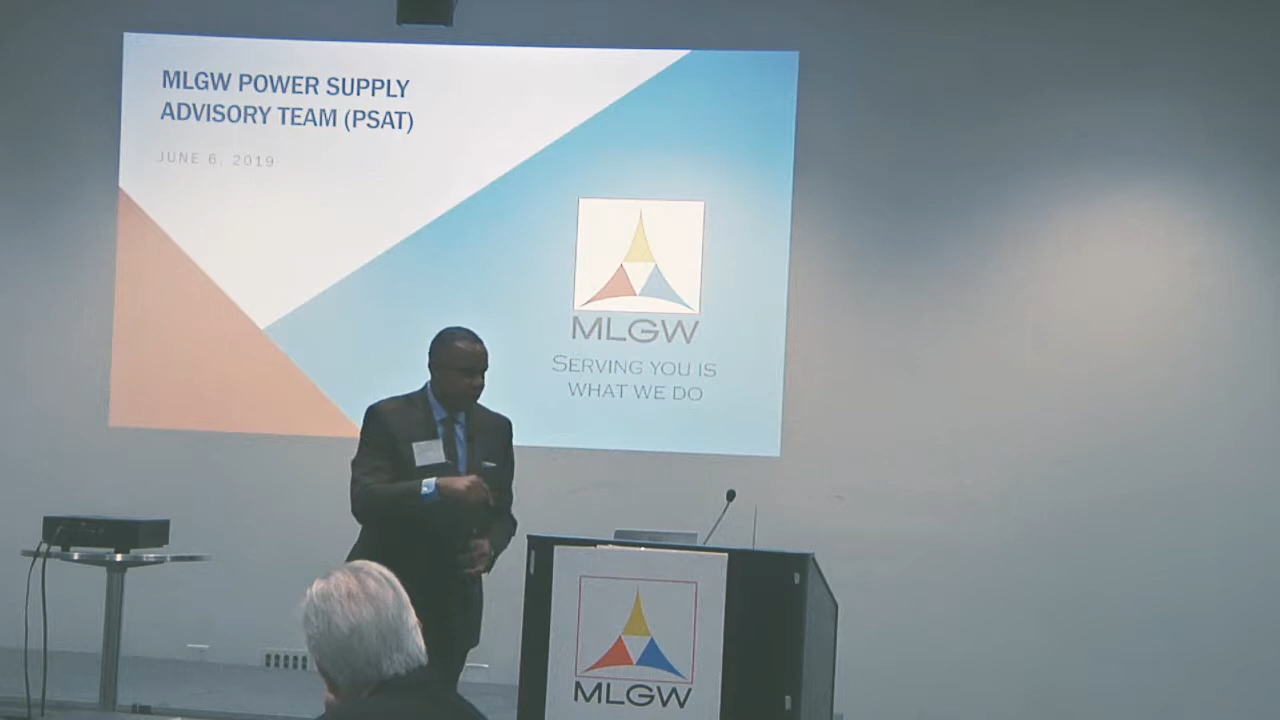 MLGW POWER SUPPLY
ADVISORY TEAM (PSAT)
JUNE 6, 2019
MLGW
SERVING YOU IS
WHAT WE DO
MLGW